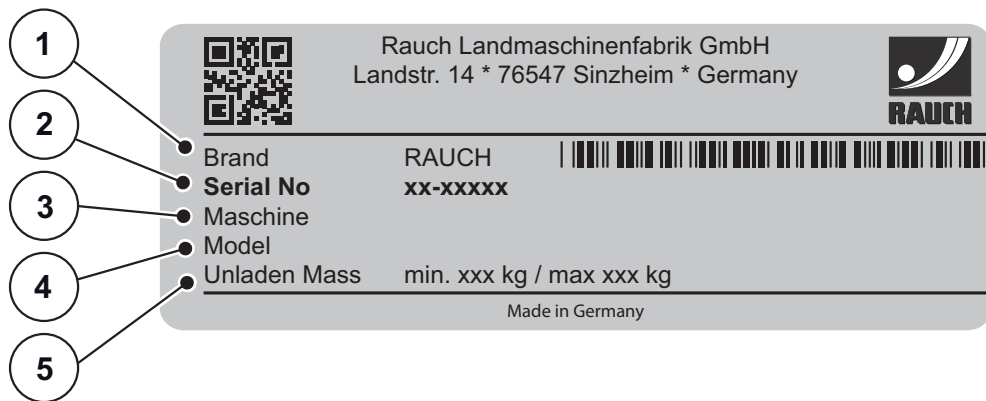 Rauch Landmaschinenfabrik GmbH
Landstr. 14 * 76547 Sinzheim * Germany
RAUCH
1 Brand RAUCH
2 Serial No xx-xxxxx
3 Maschine
4 Model
5 Unladen Mass min. xxx kg / max xxx kg
Made in Germany